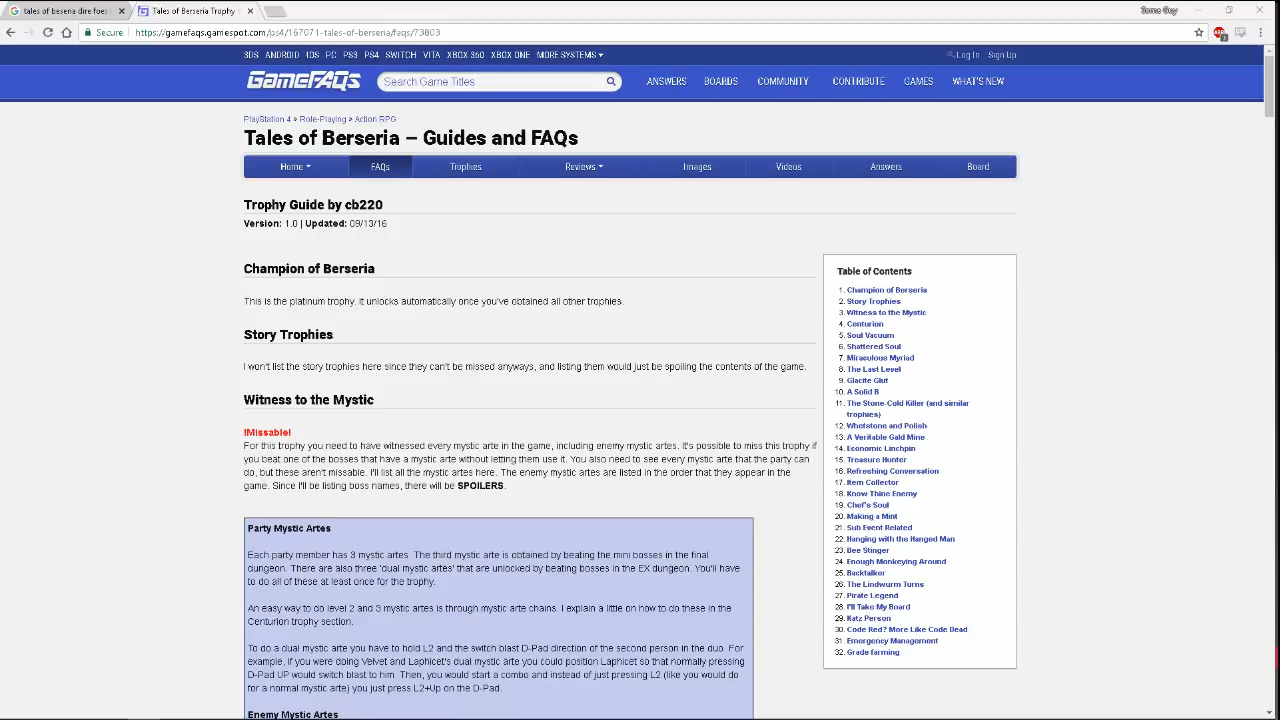 tales of beseria dire foes
Tales of Berseria Trophy
Some Guy
Secure
https://gamefaqs.gamespot.com/ps4/167071-tales-of-berseria/faqs/73803
3DS ANDROID IOS PC PS3 PS4 SWITCH VITA XBOX 360 XBOX ONE MORE SYSTEMS
Log In Sign Up
GameFAQs
Search Game Titles
ANSWERS BOARDS COMMUNITY CONTRIBUTE GAMES WHAT'S NEW
PlayStation 4 » Role-Playing > Action RPG
Tales of Berseria – Guides and FAQs
Home FAQs Trophies Reviews Images Videos Answers Board
Trophy Guide by cb220
Version: 1.0 | Updated: 09/13/16
Champion of Berseria
This is the platinum trophy. It unlocks automatically once you've obtained all other trophies.
Story Trophies
I won't list the story trophies here since they can't be missed anyways, and listing them would just be spoiling the contents of the game.
Witness to the Mystic
!Missable!
For this trophy you need to have witnessed every mystic arte in the game, including enemy mystic artes. It's possible to miss this trophy if
you beat one of the bosses that have a mystic arte without letting them use it. You also need to see every mystic arte that the party can
do, but these aren't missable. I'll list all the mystic artes here. The enemy mystic artes are listed in the order that they appear in the
game. Since I'll be listing boss names, there will be SPOILERS.
Party Mystic Artes
Each party member has 3 mystic artes. The third mystic arte is obtained by beating the mini bosses in the final
dungeon. There are also three 'dual mystic artes' that are unlocked by beating bosses in the EX dungeon. You'll have
to do all of these at least once for the trophy.
An easy way to do level 2 and 3 mystic artes is through mystic arte chains. I explain a little on how to do these in the
Centurion trophy section.
To do a dual mystic arte you have to hold L2 and the switch blast D-Pad direction of the second person in the duo. For
example, if you were doing Velvet and Laphicet's dual mystic arte you could position Laphicet so that normally pressing
D-Pad UP would switch blast to him. Then, you would start a combo and instead of just pressing L2 (like you would do
for a normal mystic arte) you just press L2+Up on the D-Pad.
Enemy Mystic Artes
Table of Contents
1. Champion of Berseria
2. Story Trophies
3. Witness to the Mystic
4. Centurion
5. Soul Vacuum
6. Shattered Soul
7. Miraculous Myriad
8. The Last Level
9. Glacite Glut
10. A Solid B
11. The Stone-Cold Killer (and similar
trophies)
12. Whetstone and Polish
13. A Veritable Gald Mine
14. Economic Linchpin
15. Treasure Hunter
16. Refreshing Conversation
17. Item Collector
18. Know Thine Enemy
19. Chef's Soul
20. Making a Mint
21. Sub Event Related
22. Hanging with the Hanged Man
23. Bee Stinger
24. Enough Monkeying Around
25. Backtalker
26. The Lindwurm Turns
27. Pirate Legend
28. I'll Take My Board
29. Katz Person
30. Code Red? More Like Code Dead
31. Emergency Management
32. Grade farming